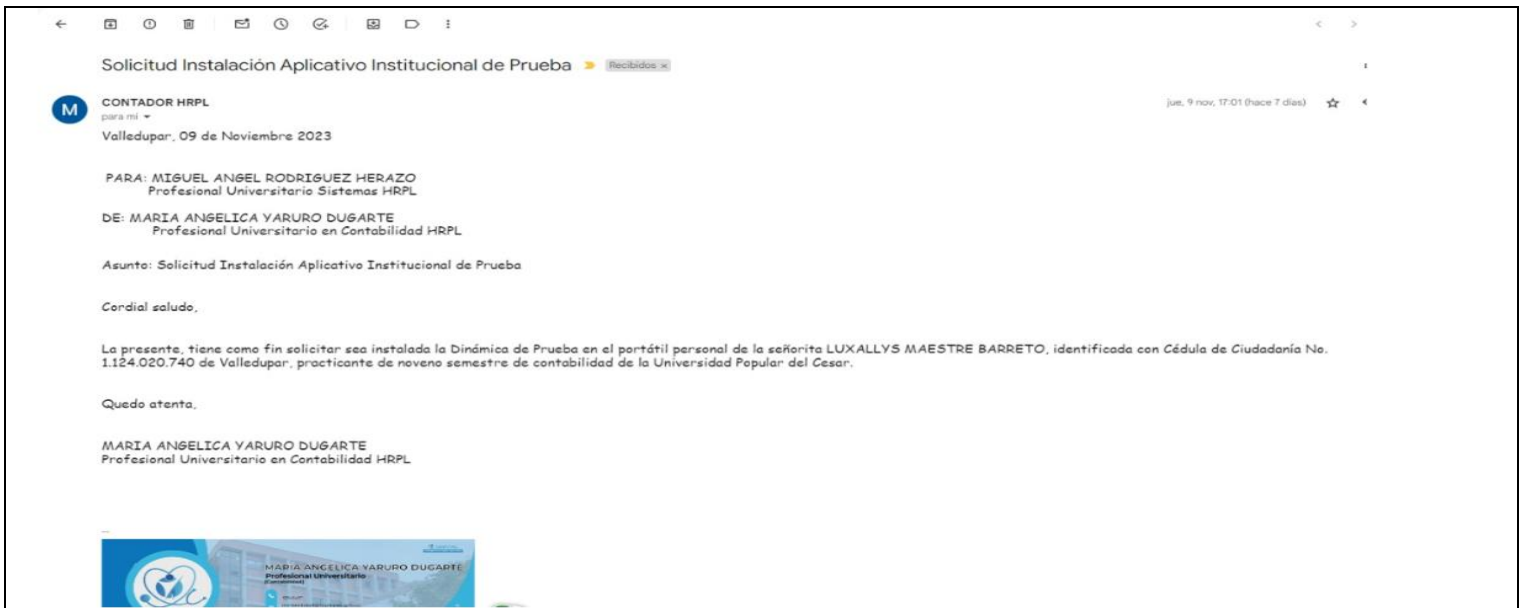 Solicitud Instalación Aplicativo Institucional de Prueba
Recibidos x
CONTADOR HRPL
jue, 9 nov, 17:01 (hace 7 días)
para mí
Valledupar, 09 de Noviembre 2023
PARA: MIGUEL ANGEL RODRIGUEZ HERAZO
Profesional Universitario Sistemas HRPL
DE: MARIA ANGELICA YARURO DUGARTE
Profesional Universitario en Contabilidad HRPL
Asunto: Solicitud Instalación Aplicativo Institucional de Prueba
Cordial saludo,
La presente, tiene como fin solicitar sea instalada la Dinámica de Prueba en el portátil personal de la señorita LUXALLYS MAESTRE BARRETO, identificada con Cédula de Ciudadanía No.
1.124.020.740 de Valledupar, practicante de noveno semestre de contabilidad de la Universidad Popular del Cesar.
Quedo atenta,
MARIA ANGELICA YARURO DUGARTE
Profesional Universitario en Contabilidad HRPL
MARIA ANGELICA YARURO DUGARTE
Profesional Universitario